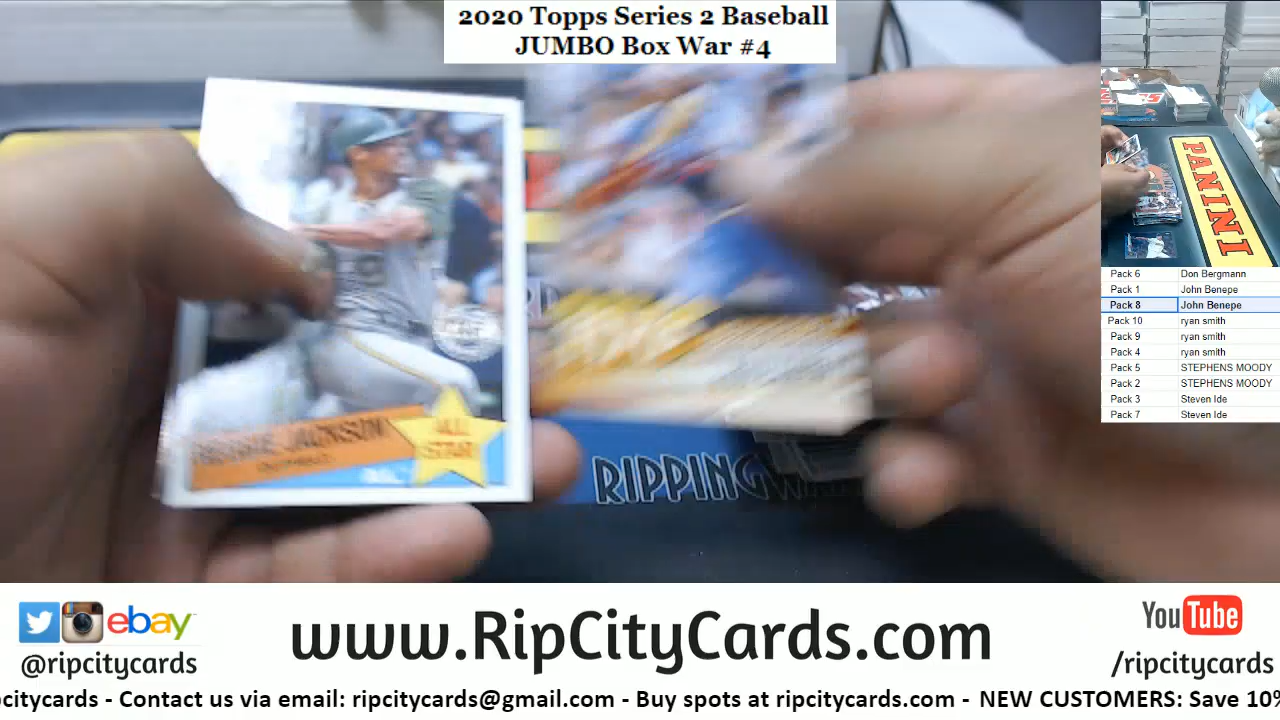 2020 Topps Series 2 Baseball
JUMBO Box War #4
REGGIE JACKSON
ALL
STAR
RIPPING
PANINI
Pack 6 Don Bergmann
Pack 1 John Benepe
Pack 8 John Benepe
Pack 10 ryan smith
Pack 9 ryan smith
Pack 4 ryan smith
Pack 5 STEPHENS MOODY
Pack 2 STEPHENS MOODY
Pack 3 Steven Ide
Pack 7 Steven Ide
ebay
@ripcitycards
www.RipCityCards.com
YouTube
/ripcitycards
pcitycards - Contact us via email: ripcitycards@gmail.com - Buy spots at ripcitycards.com - NEW CUSTOMERS: Save 10%